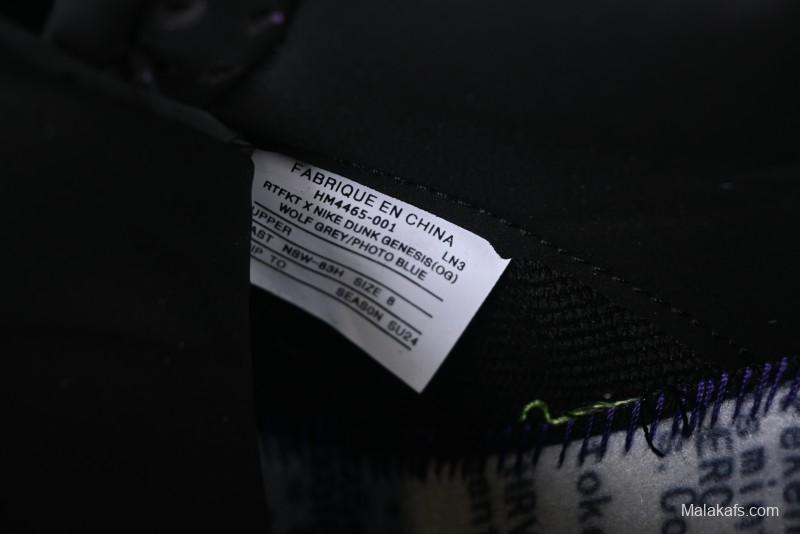 FABRIQUE EN CHINA
HM4465-001 LN3
RTFKT X NIKE DUNK GENESIS(OG)
WOLF GREY/PHOTO BLUE
UPPER
AST NSW-83H SIZE 8
IP TO
SEASON SU24
Malakafs.com